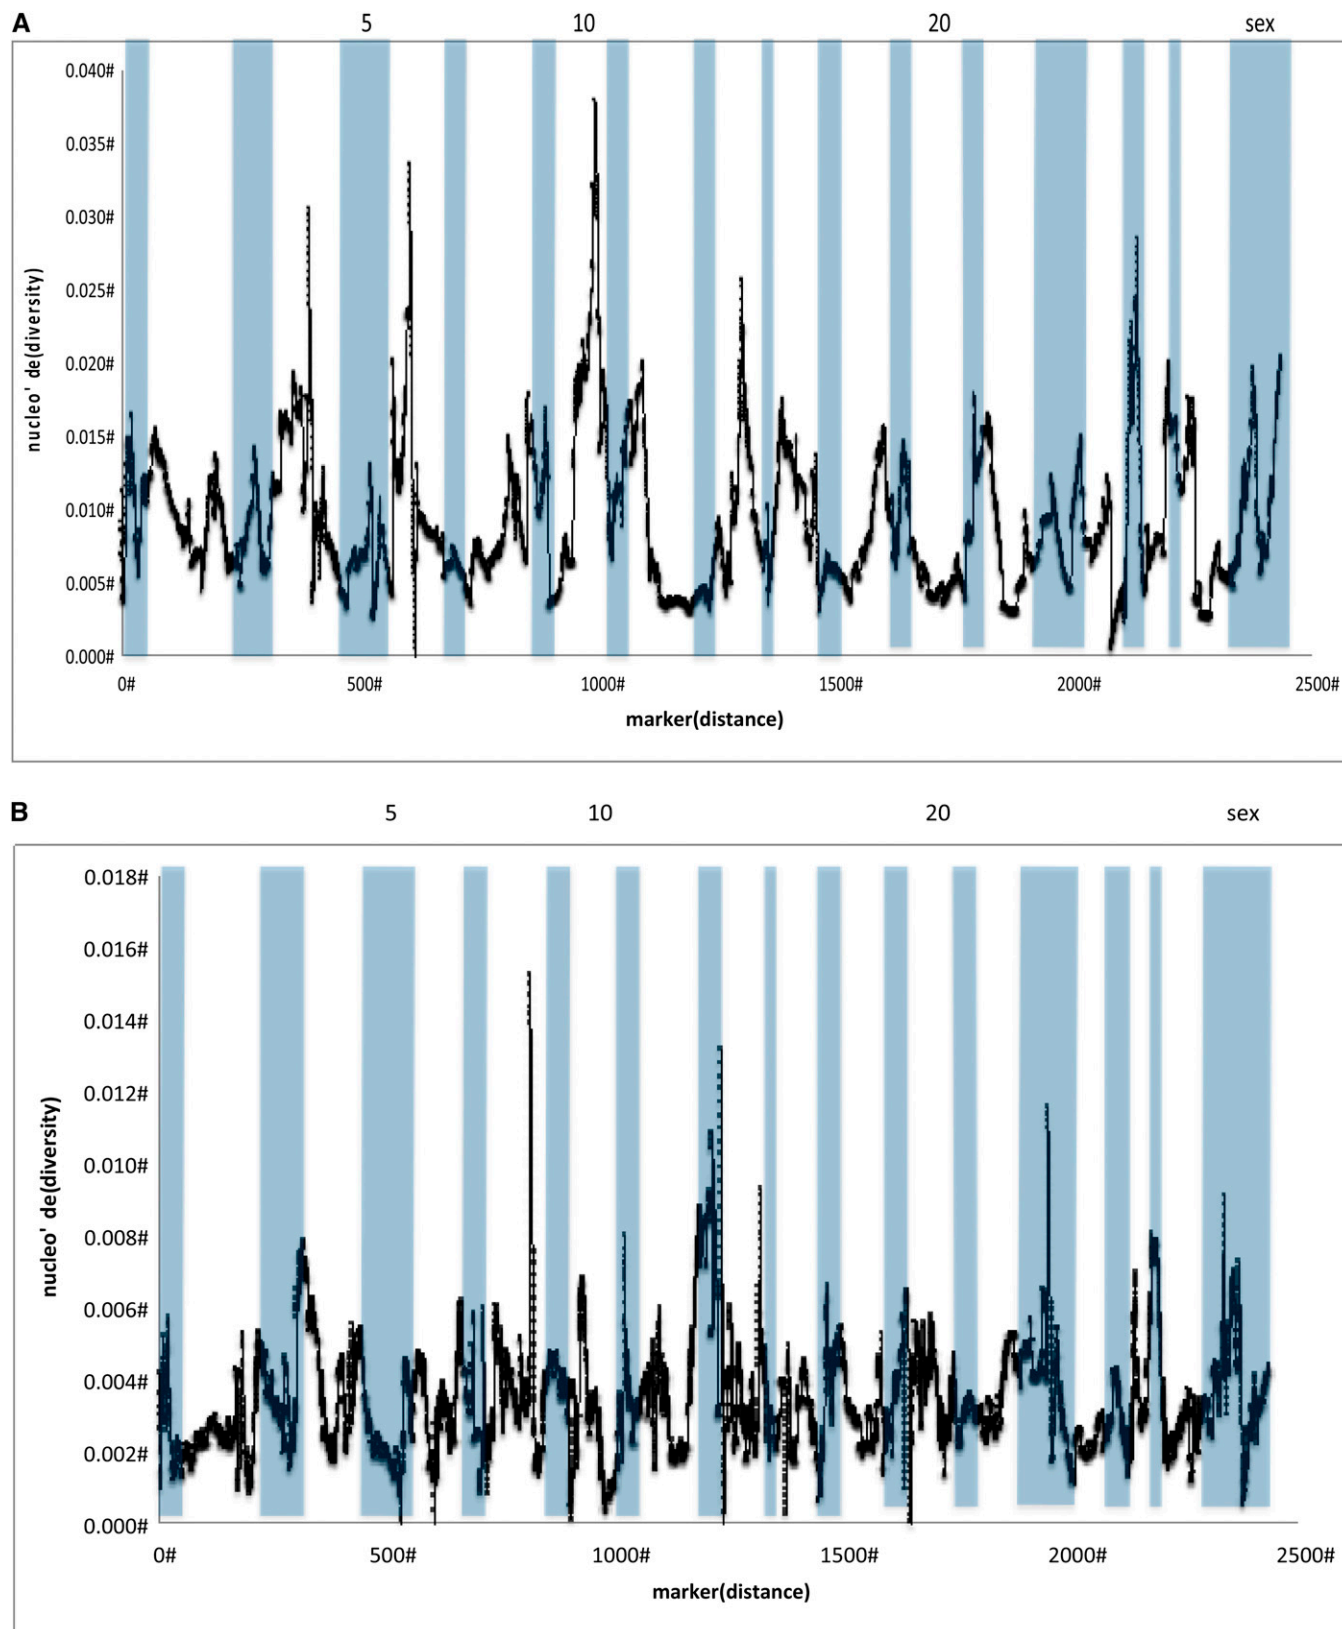 A 5 10 20 sex
0.040#
0.035#
0.030#
0.025#
0.020#
0.015#
0.010#
0.005#
0.000#
nucleo' de(diversity)
0# 500# 1000# 1500# 2000# 2500#
marker(distance)
B 5 10 20 sex
0.018#
0.016#
0.014#
0.012#
0.010#
0.008#
0.006#
0.004#
0.002#
0.000#
nucleo' de(diversity)
0# 500# 1000# 1500# 2000# 2500#
marker(distance)